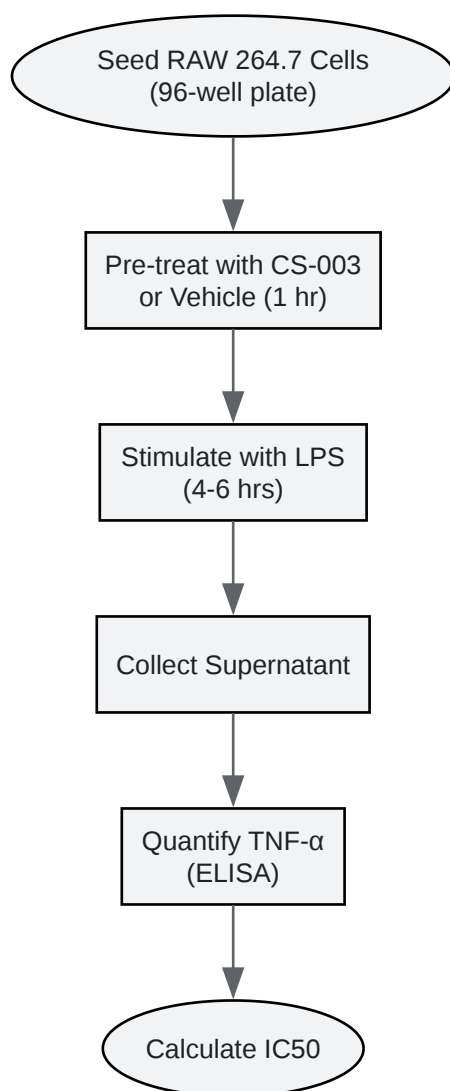 Seed RAW 264.7 Cells
(96-well plate)
Pre-treat with CS-003
or Vehicle (1 hr)
Stimulate with LPS
(4-6 hrs)
Collect Supernatant
Quantify TNF-α
(ELISA)
Calculate IC50